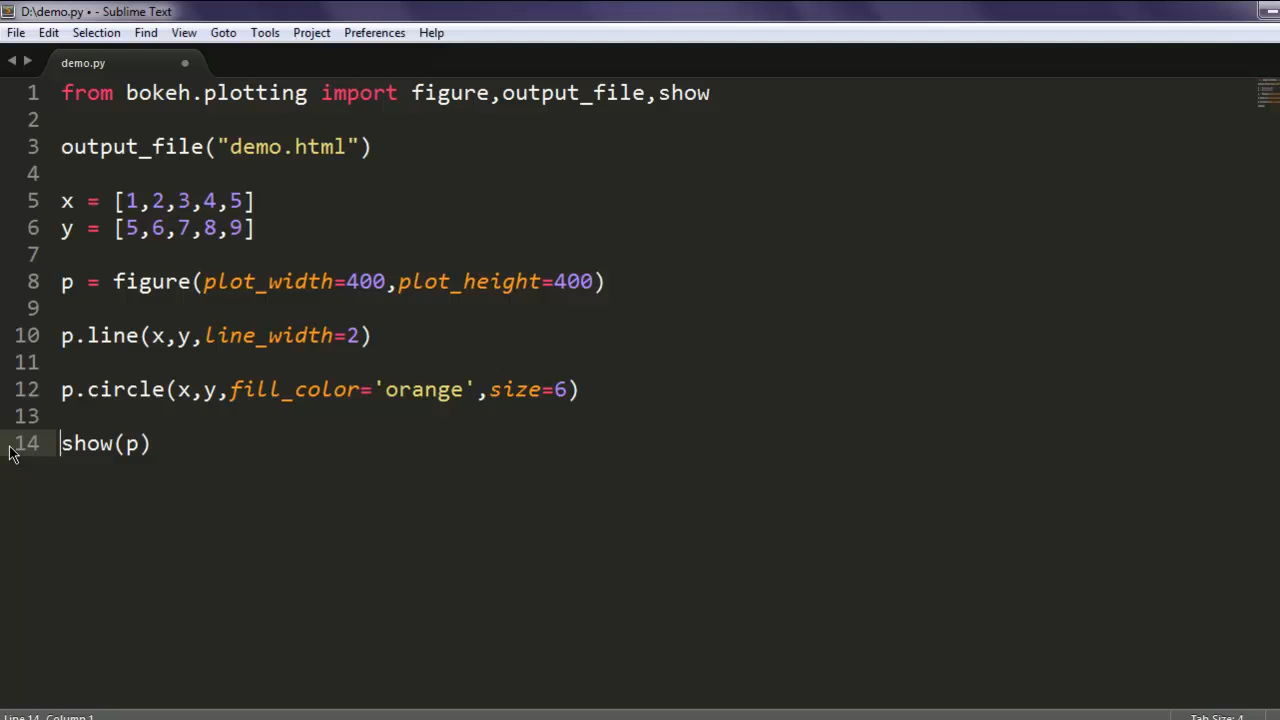 D:\demo.py • - Sublime Text
File Edit Selection Find View Goto Tools Project Preferences Help
demo.py
1 from bokeh.plotting import figure,output_file,show
2
3 output_file("demo.html")
4
5 x = [1,2,3,4,5]
6 y = [5,6,7,8,9]
7
8 p = figure(plot_width=400,plot_height=400)
9
10 p.line(x,y,line_width=2)
11
12 p.circle(x,y,fill_color='orange',size=6)
13
14 show(p)
Line 14, Column 1 Tab Size: 4